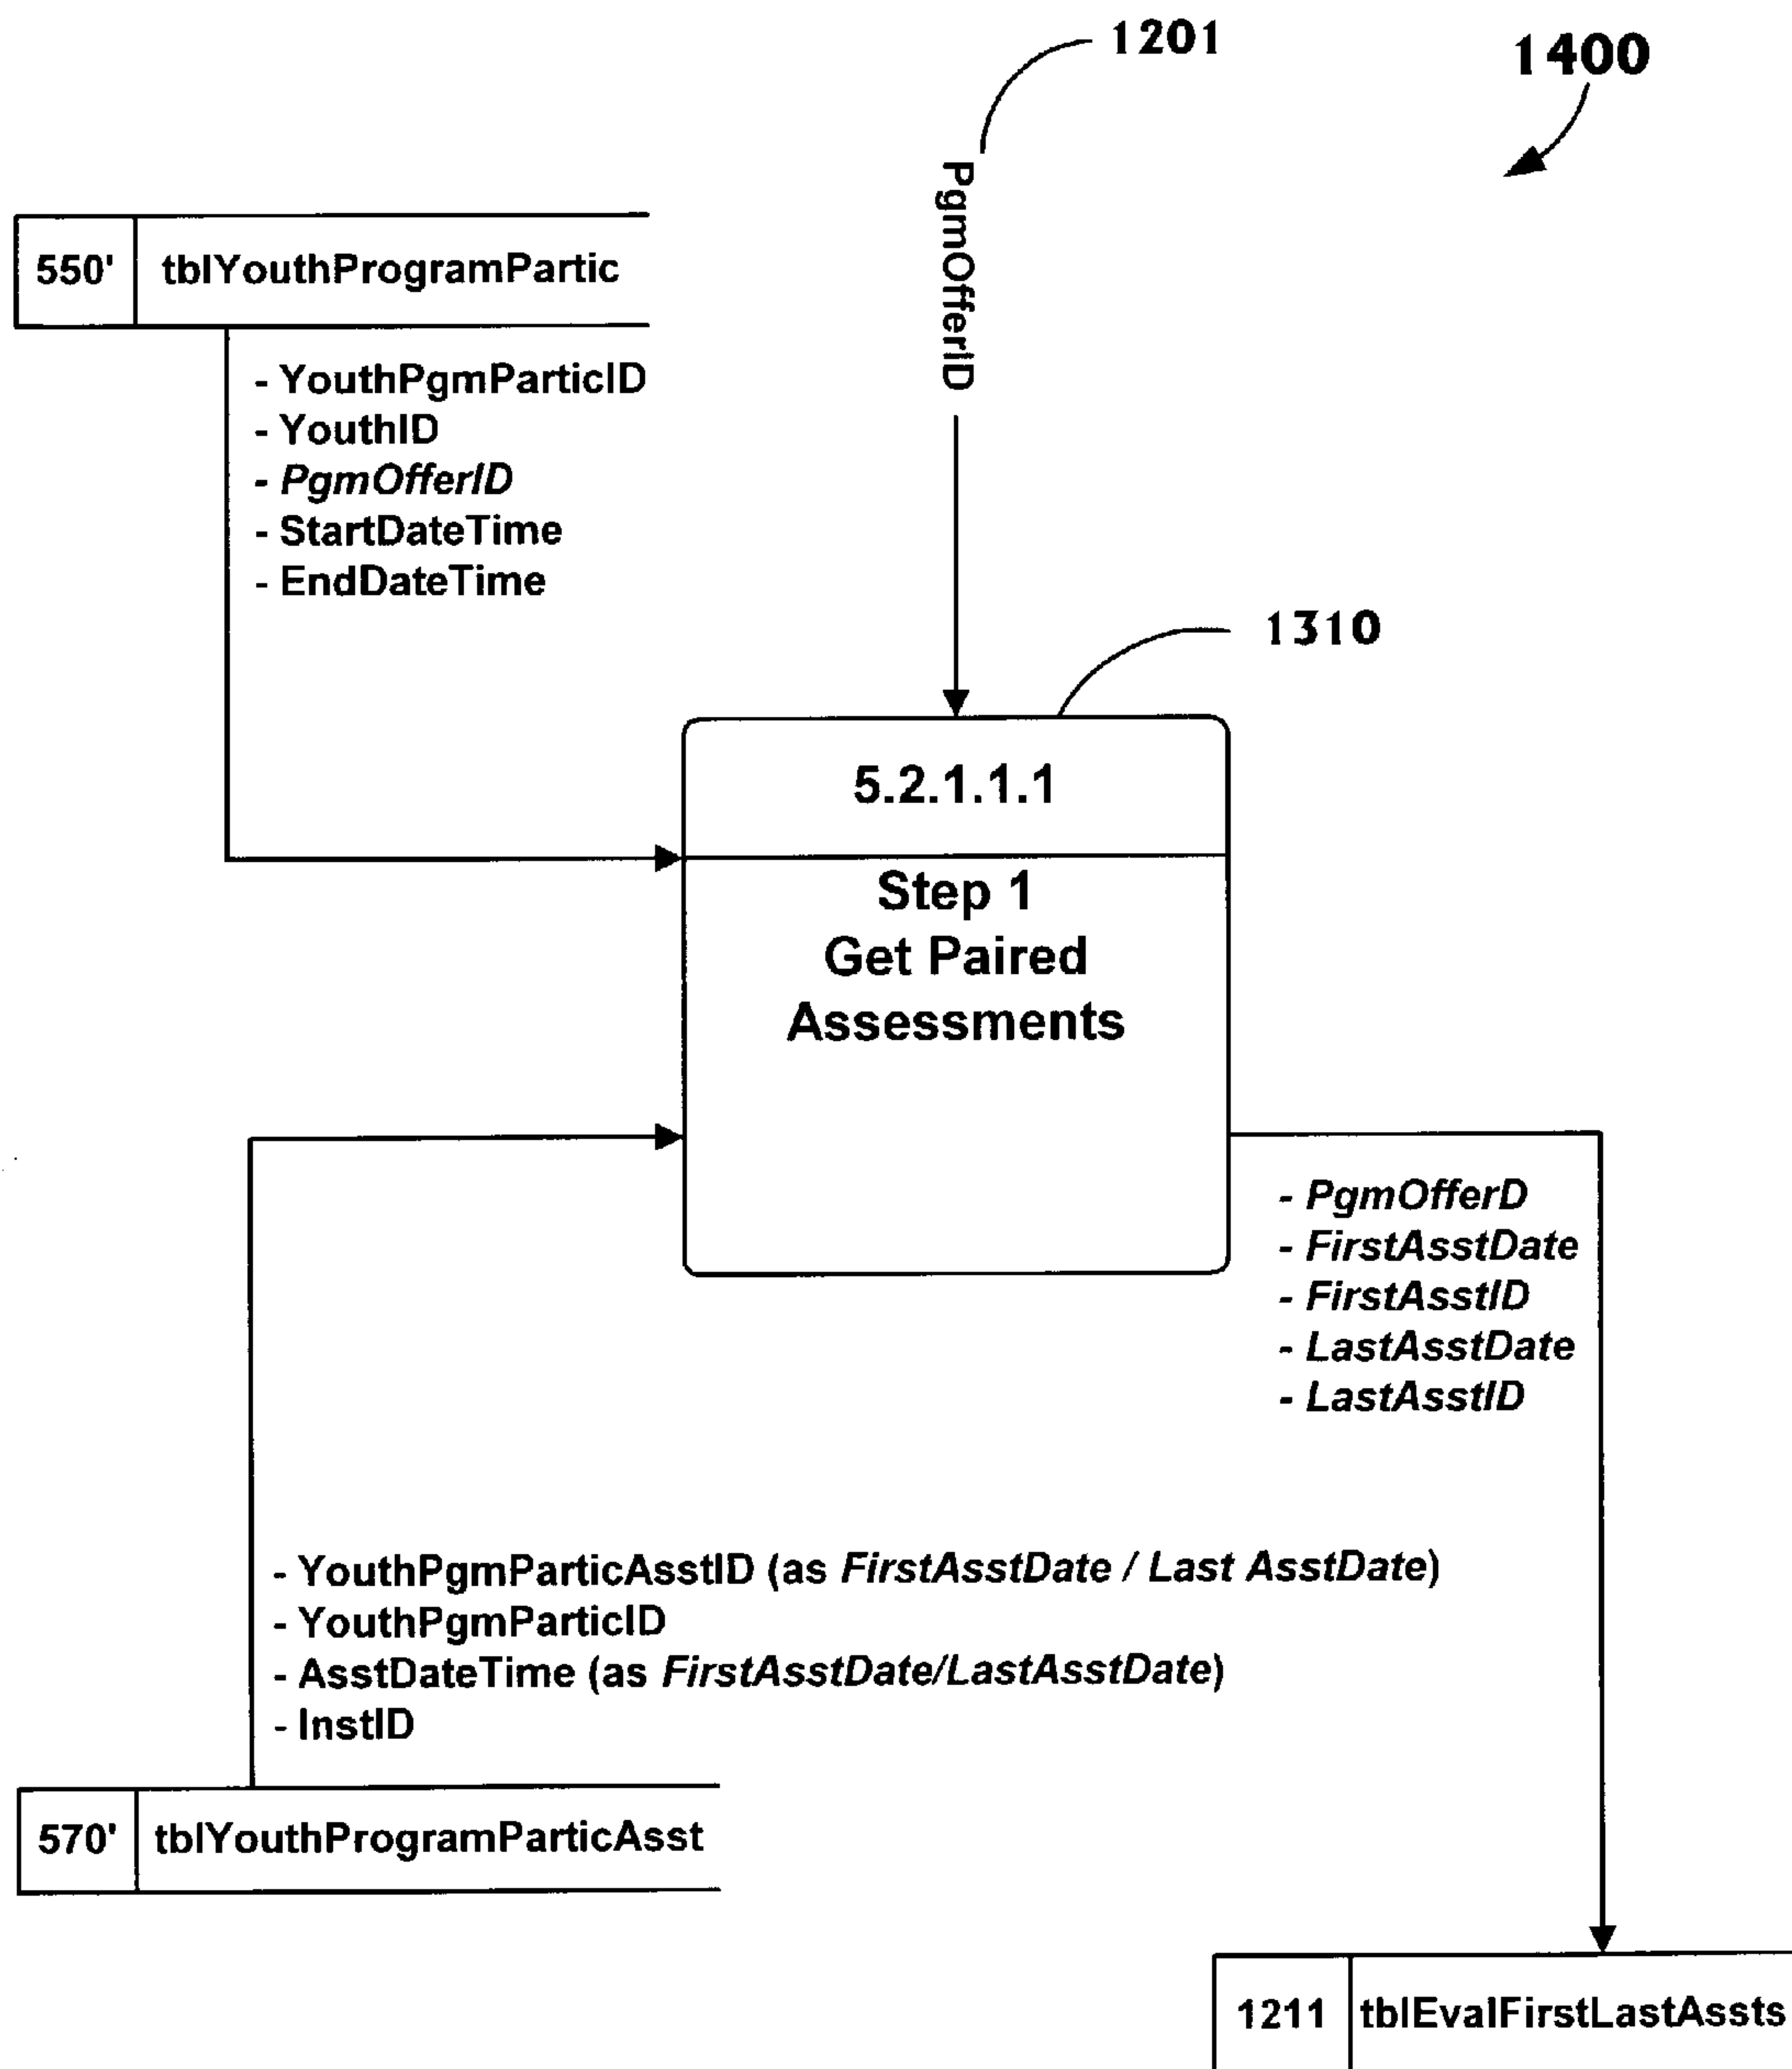 1201
1400
PgmOfferID
550' tblYouthProgramPartic
- YouthPgmParticID
- YouthID
- PgmOfferID
- StartDateTime
- EndDateTime
1310
5.2.1.1.1
Step 1
Get Paired
Assessments
- PgmOfferD
- FirstAsstDate
- FirstAsstID
- LastAsstDate
- LastAsstID
- YouthPgmParticAsstID (as FirstAsstDate / Last AsstDate)
- YouthPgmParticID
- AsstDateTime (as FirstAsstDate/LastAsstDate)
- InstID
570' tblYouthProgramParticAsst
1211 tblEvalFirstLastAssts